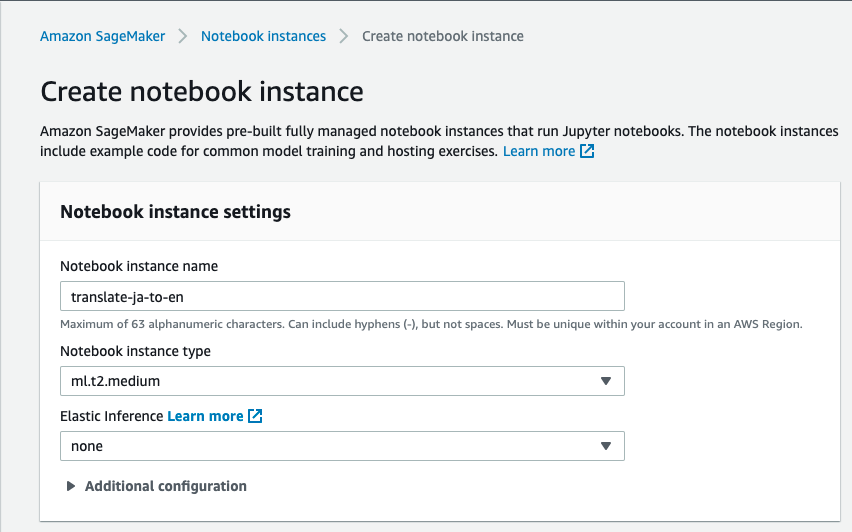 Amazon SageMaker > Notebook instances > Create notebook instance
Create notebook instance
Amazon SageMaker provides pre-built fully managed notebook instances that run Jupyter notebooks. The notebook instances
include example code for common model training and hosting exercises. Learn more
Notebook instance settings
Notebook instance name
translate-ja-to-en
Maximum of 63 alphanumeric characters. Can include hyphens (-), but not spaces. Must be unique within your account in an AWS Region.
Notebook instance type
ml.t2.medium
Elastic Inference Learn more
none
Additional configuration